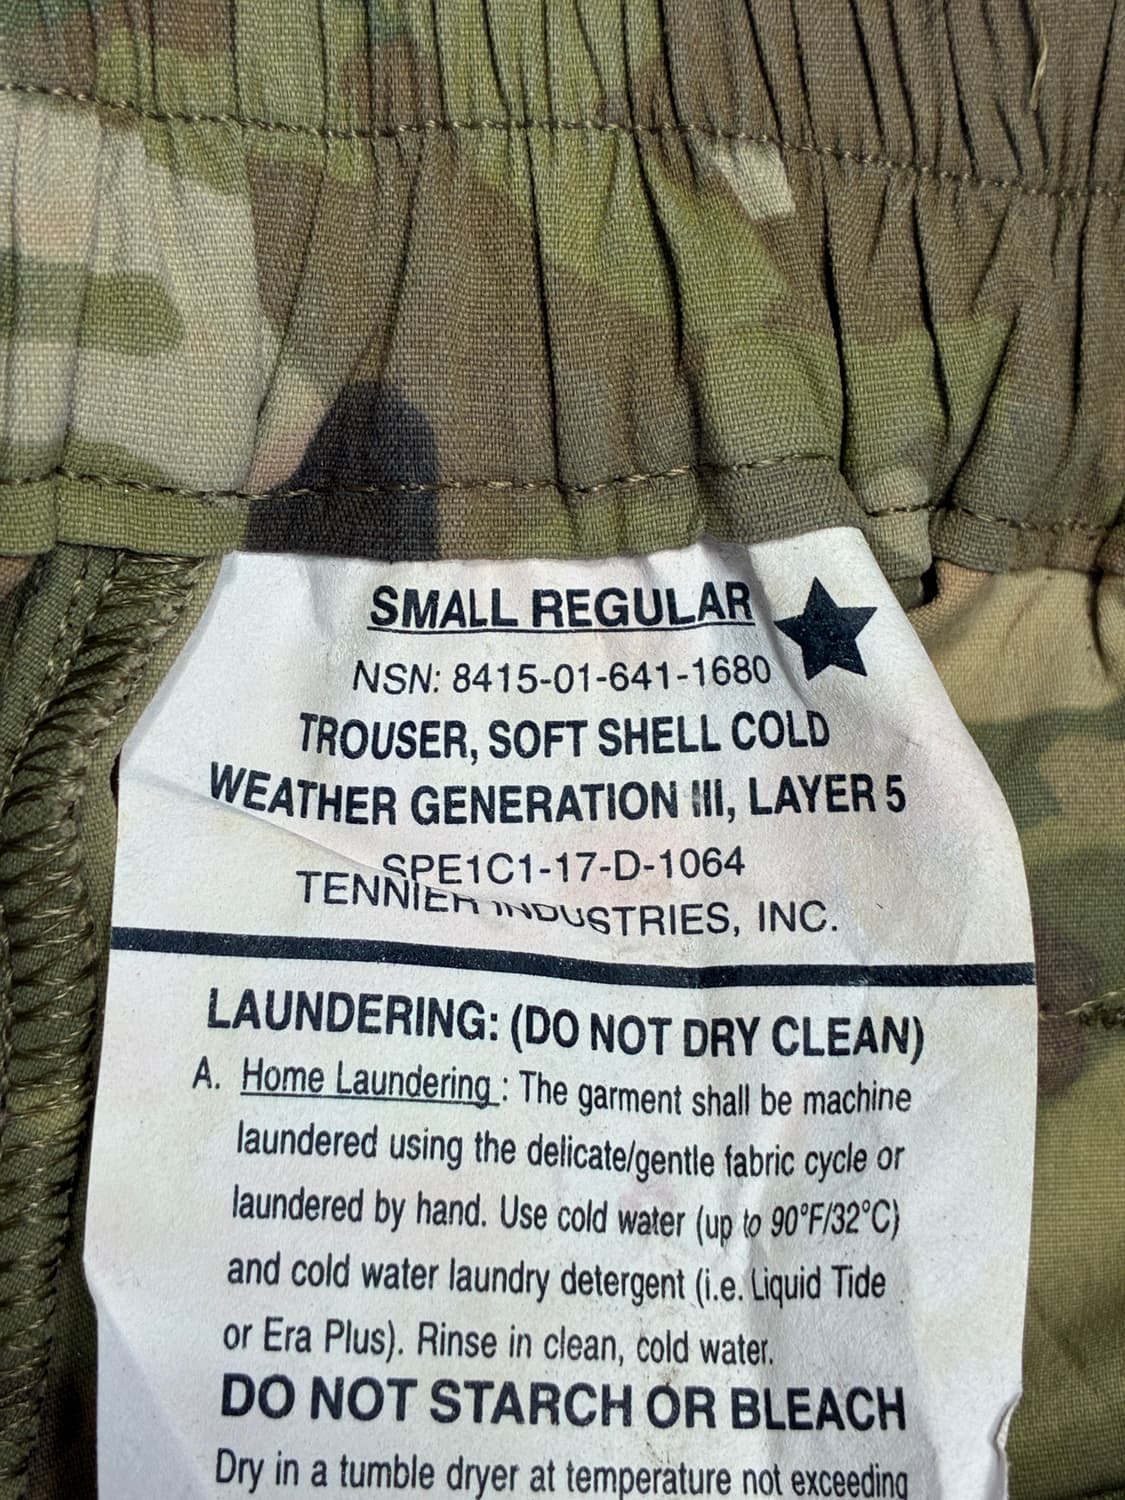 SMALL REGULAR
NSN: 8415-01-641-1680
TROUSER, SOFT SHELL COLD
WEATHER GENERATION III, LAYER 5
SPE1C1-17-D-1064
TENNIER INDUSTRIES, INC.
LAUNDERING: (DO NOT DRY CLEAN)
A. Home Laundering : The garment shall be machine
laundered using the delicate/gentle fabric cycle or
laundered by hand. Use cold water (up to 90°F/32°C)
and cold water laundry detergent (i.e. Liquid Tide
or Era Plus). Rinse in clean, cold water.
DO NOT STARCH OR BLEACH
Dry in a tumble dryer at temperature not exceeding